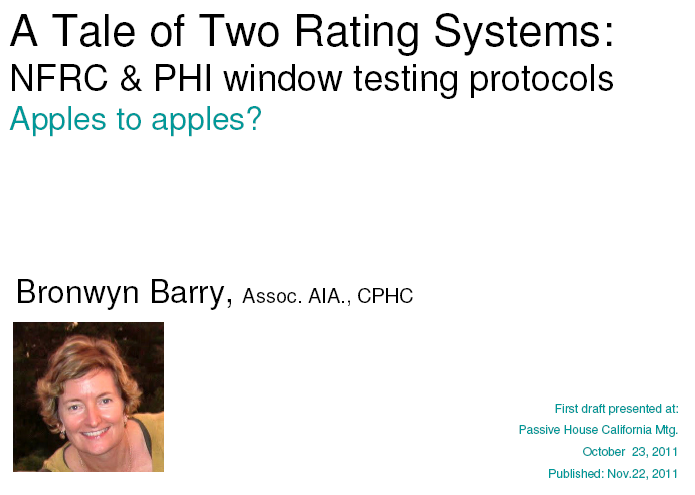 A Tale of Two Rating Systems:
NFRC & PHI window testing protocols
Apples to apples?
Bronwyn Barry, Assoc. AIA., CPHC
First draft presented at:
Passive House California Mtg.
October 23, 2011
Published: Nov.22, 2011